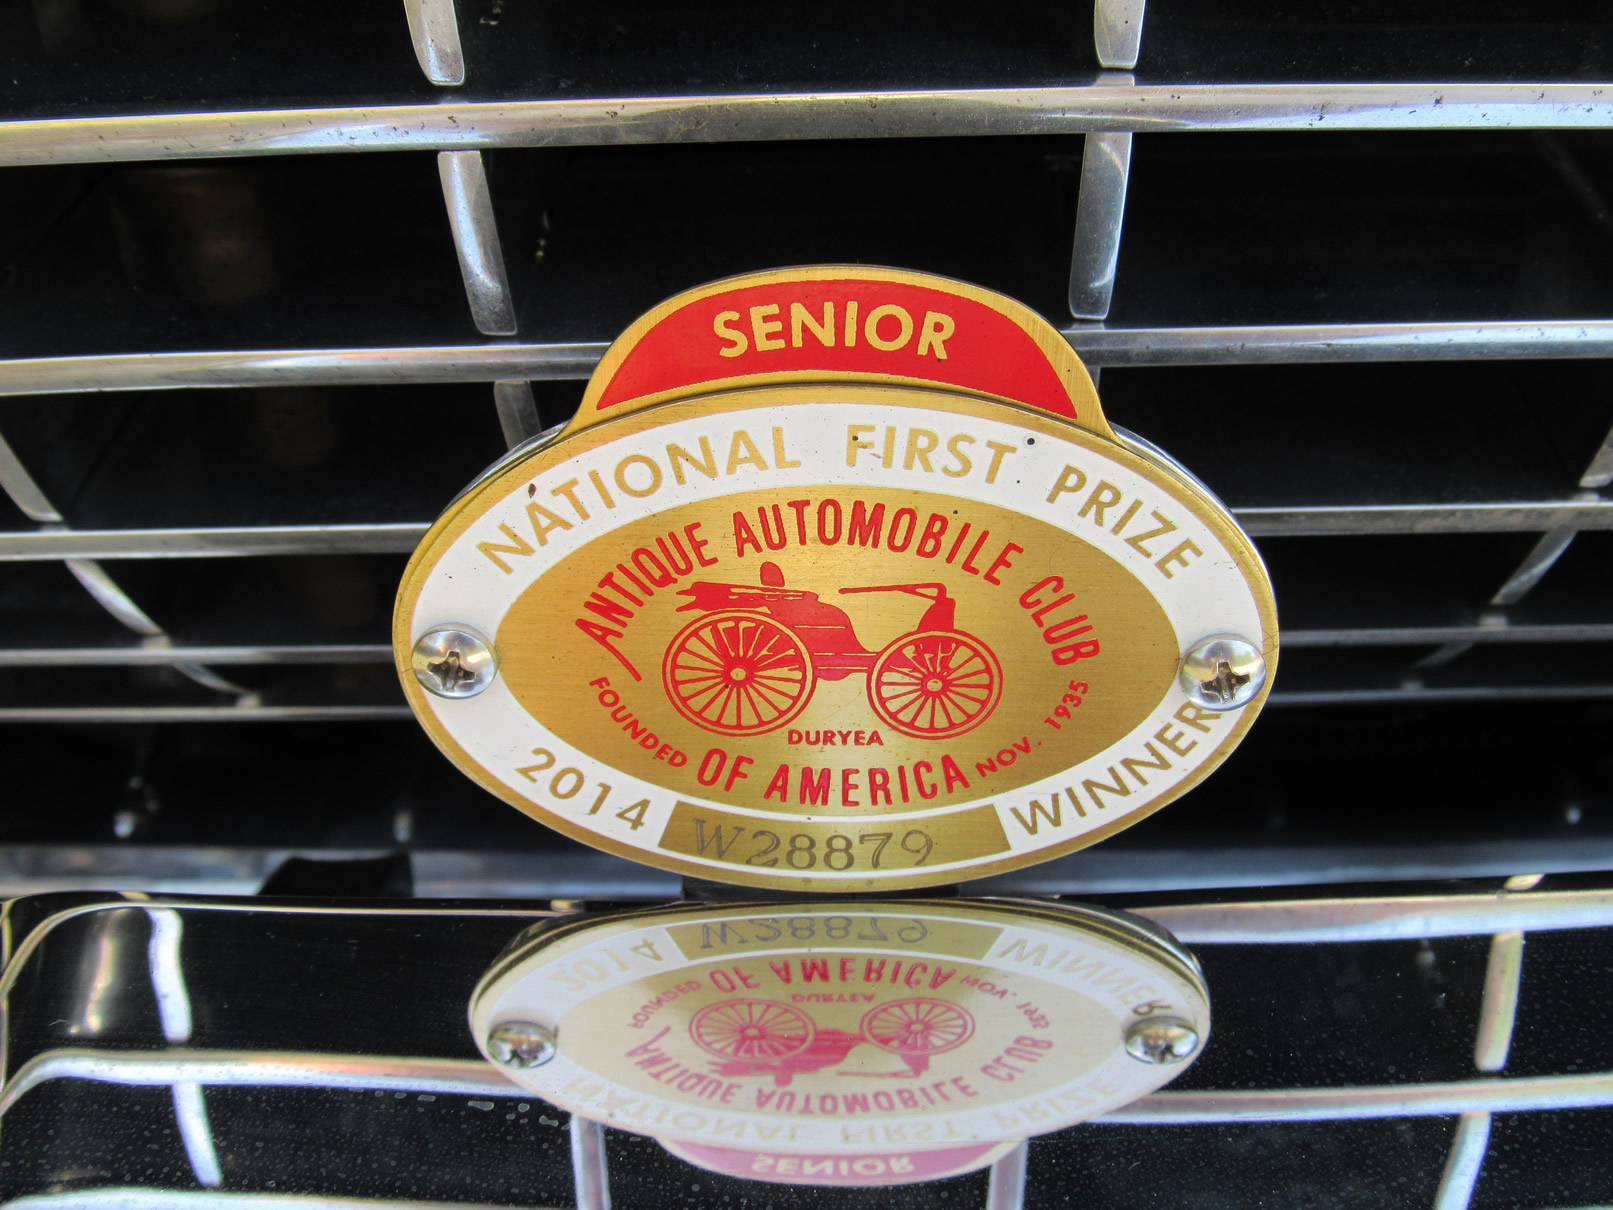 SENIOR
NATIONAL FIRST PRIZE
ANTIQUE AUTOMOBILE CLUB
DURYEA
FOUNDED OF AMERICA NOV. 1935
2014 W28879 WINNER